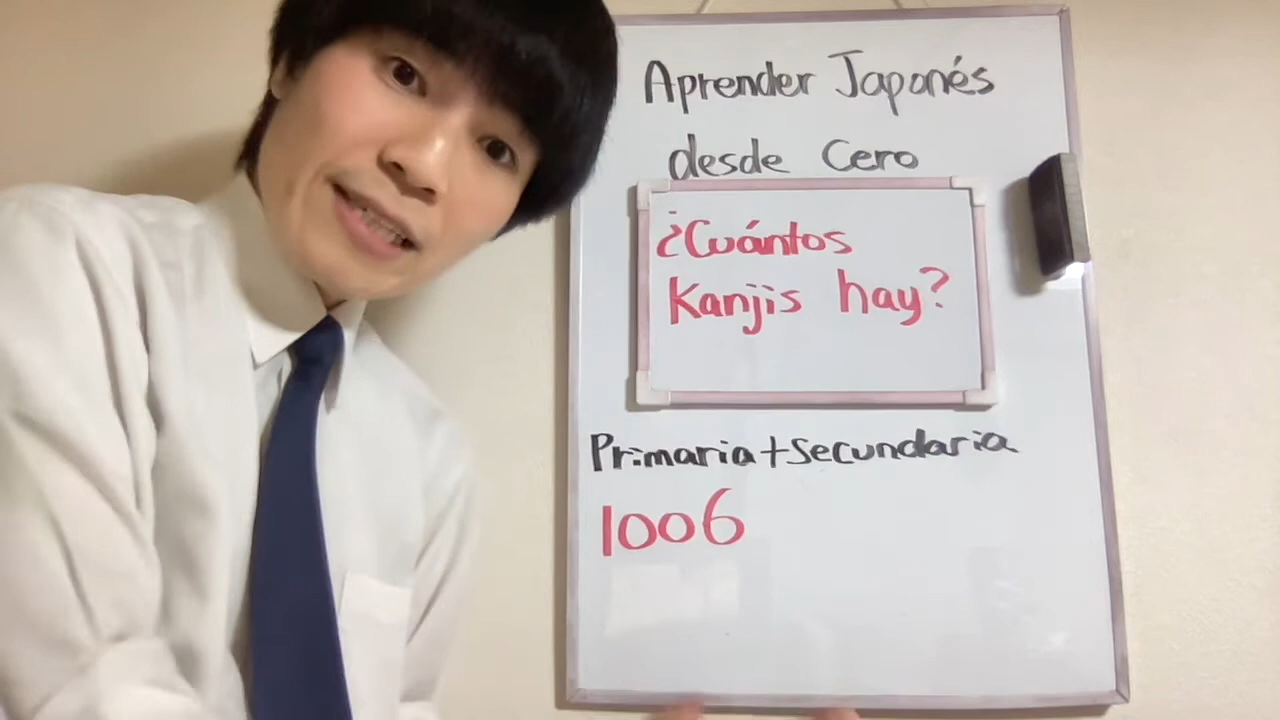 Aprender Japonés
desde Cero
¿Cuántos
Kanjis hay?
Primaria+Secundaria
1006